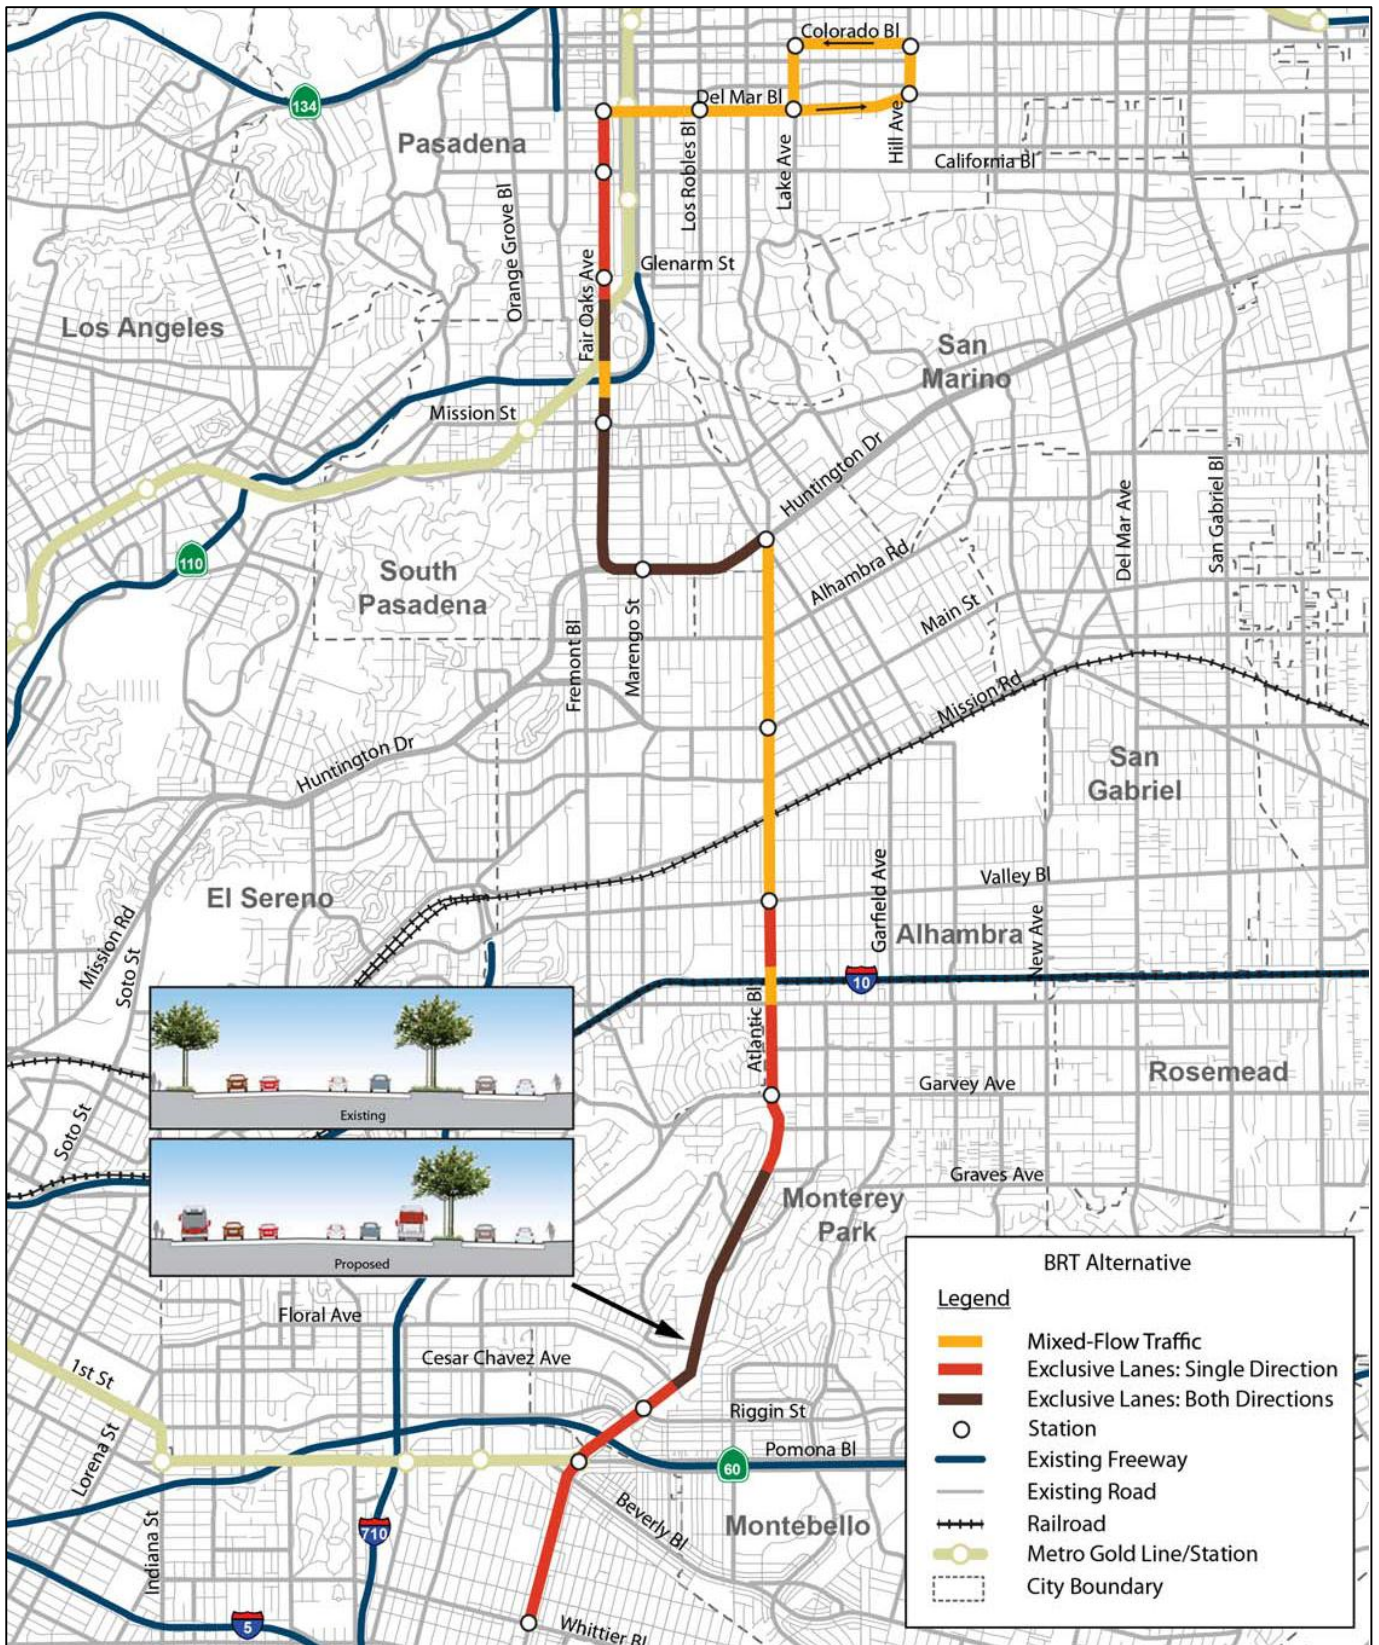 Colorado Bl
134
Del Mar Bl
Pasadena
Orange Grove Bl
Los Robles Bl
Lake Ave
Hill Ave
California Bl
Fair Oaks Ave
Glenarm St
Los Angeles
San
Marino
Mission St
Huntington Dr
110
South
Pasadena
Alhambra Rd
Main St
Del Mar Ave
San Gabriel Bl
Fremont Bl
Marengo St
Mission Rd
Huntington Dr
San
Gabriel
El Sereno
Valley Bl
Garfield Ave
Alhambra
New Ave
Mission Rd
Soto St
10
Atlantic Bl
Existing
Garvey Ave
Rosemead
Soto St
Graves Ave
Monterey
Park
Proposed
Floral Ave
Cesar Chavez Ave
1st St
Riggin St
Pomona Bl
60
Lorena St
Indiana St
710
Beverly Bl
Montebello
5
Whittier Bl
BRT Alternative
Legend
Mixed-Flow Traffic
Exclusive Lanes: Single Direction
Exclusive Lanes: Both Directions
Station
Existing Freeway
Existing Road
Railroad
Metro Gold Line/Station
City Boundary